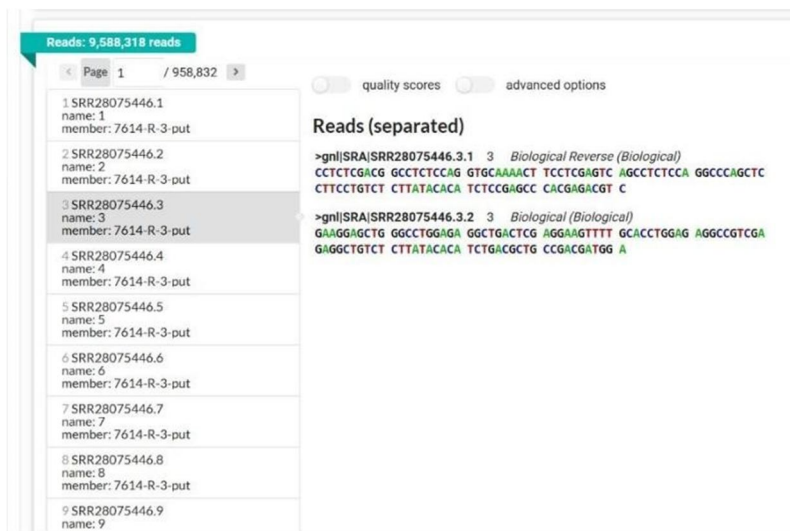 Reads: 9,588,318 reads
< Page 1 / 958,832 >
1 SRR28075446.1
name: 1
member: 7614-R-3-put
2 SRR28075446.2
name: 2
member: 7614-R-3-put
3 SRR28075446.3
name: 3
member: 7614-R-3-put
4 SRR28075446.4
name: 4
member: 7614-R-3-put
5 SRR28075446.5
name: 5
member: 7614-R-3-put
6 SRR28075446.6
name: 6
member: 7614-R-3-put
7 SRR28075446.7
name: 7
member: 7614-R-3-put
8 SRR28075446.8
name: 8
member: 7614-R-3-put
9 SRR28075446.9
name: 9
quality scores advanced options
Reads (separated)
>gnl|SRA|SRR28075446.3.1 3 Biological Reverse (Biological)
CCTCTCGACG GCCTCTCCAG GTGCAAAACT TCCTCGAGTC AGCCTCTCCA GGCCCAGCTC
CTTCCTGTCT CTTATACACA TCTCCGAGCC CACGAGACGT C
>gnl|SRA|SRR28075446.3.2 3 Biological (Biological)
GAAGGAGCTG GGCCTGGAGA GGCTGACTCG AGGAAGTTTT GCACCTGGAG AGGCCGTCGA
GAGGCTGTCT CTTATACACA TCTGACGCTG CCGACGATGG A